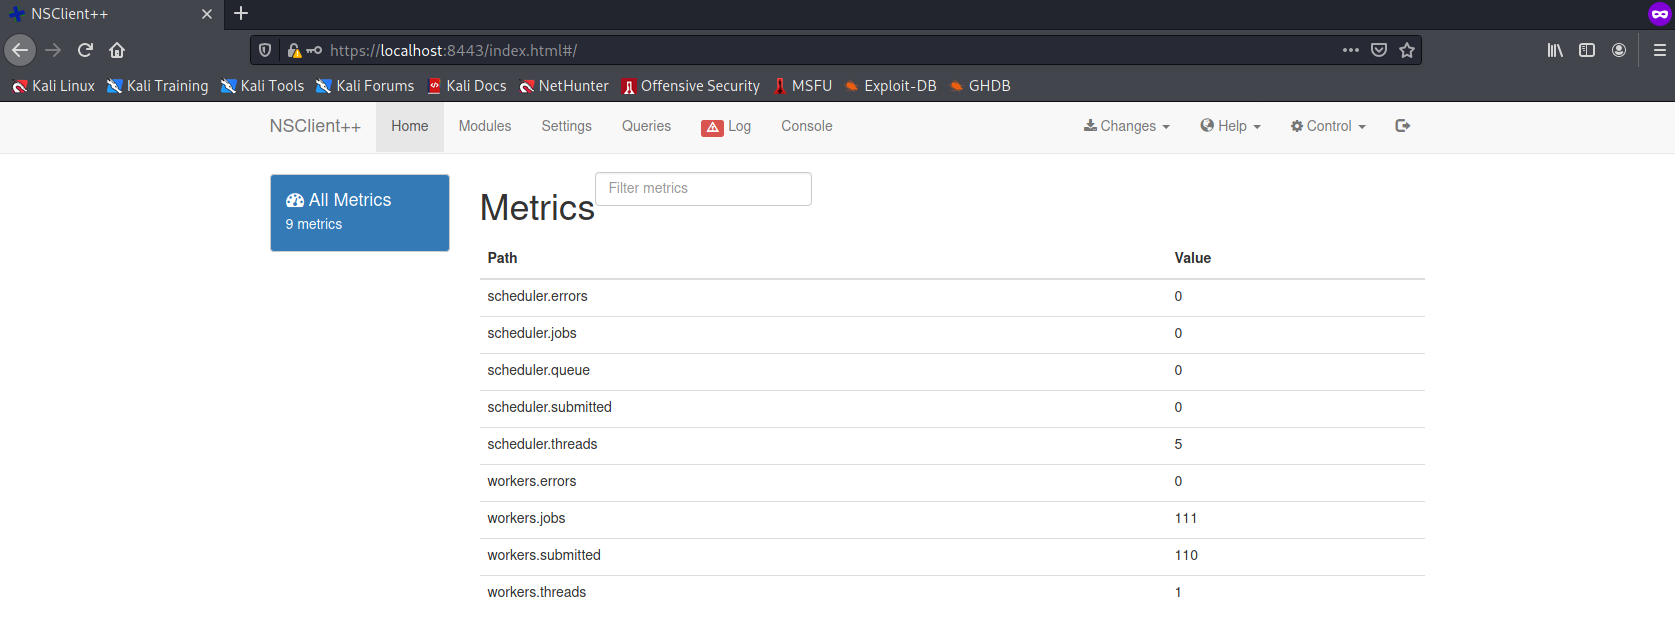 NSClient++
https://localhost:8443/index.html#/
Kali Linux Kali Training Kali Tools Kali Forums Kali Docs NetHunter Offensive Security MSFU Exploit-DB GHDB
NSClient++ Home Modules Settings Queries Log Console Changes Help Control
All Metrics
9 metrics
Metrics
Filter metrics
Path Value
scheduler.errors 0
scheduler.jobs 0
scheduler.queue 0
scheduler.submitted 0
scheduler.threads 5
workers.errors 0
workers.jobs 111
workers.submitted 110
workers.threads 1